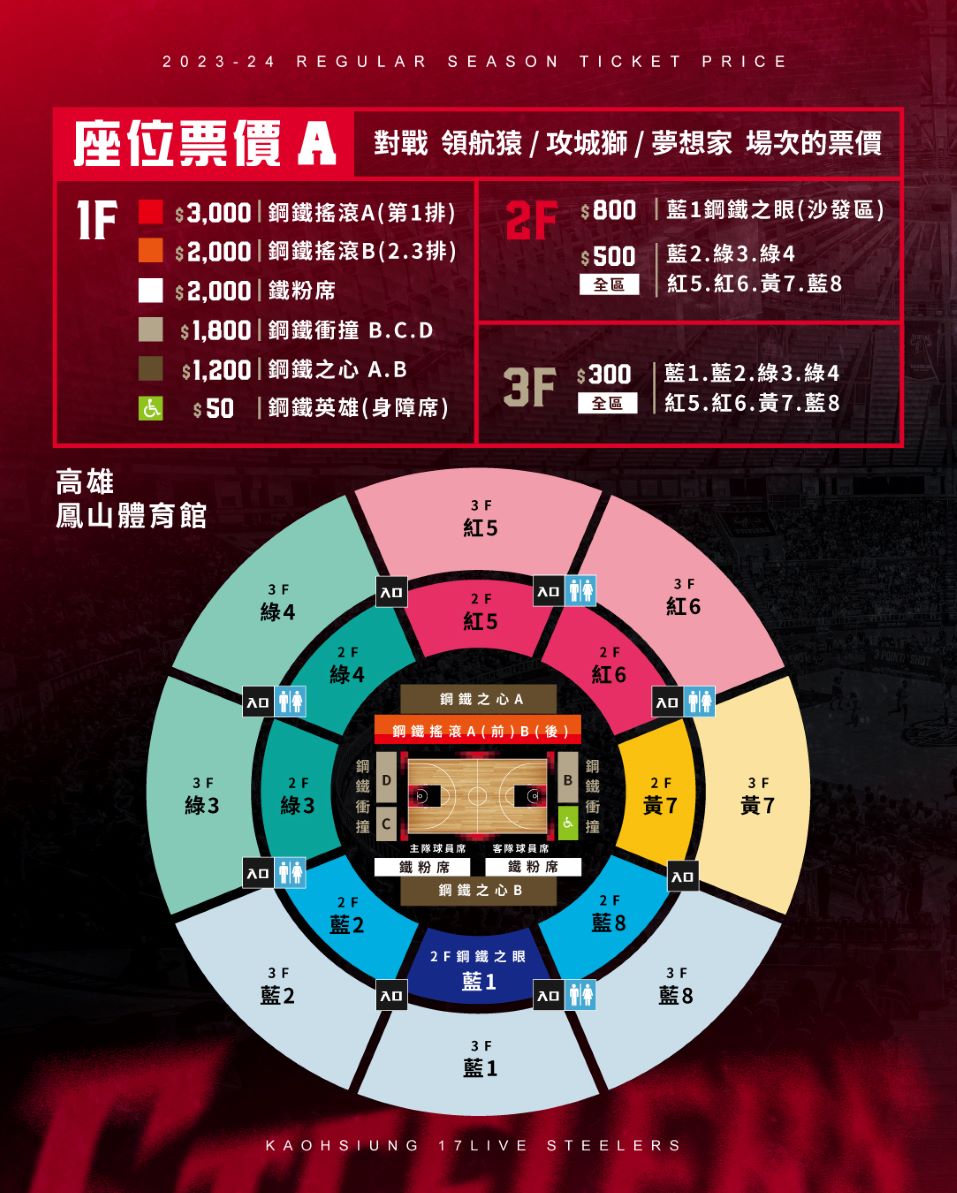 2023-24 REGULAR SEASON TICKET PRICE
座位票價 A
對戰 領航猿 / 攻城獅 / 夢想家 場次的票價
1F
$3,000 鋼鐵搖滾A(第1排)
$2,000 鋼鐵搖滾B(2.3排)
$2,000 鐵粉席
$1,800 鋼鐵衝撞 B.C.D
$1,200 鋼鐵之心 A.B
$50 鋼鐵英雄(身障席)
2F
$800 藍1鋼鐵之眼(沙發區)
$500 藍2.綠3.綠4
全區 紅5.紅6.黃7.藍8
3F
$300 藍1.藍2.綠3.綠4
全區 紅5.紅6.黃7.藍8
高雄
鳳山體育館
3F
紅5
3F
綠4
3F
紅6
入口
入口
2F
紅5
2F
綠4
2F
紅6
入口
入口
鋼鐵之心A
鋼鐵搖滾A(前)B(後)
3F
綠3
2F
綠3
鋼鐵衝撞
D
C
B
鋼鐵衝撞
2F
黃7
3F
黃7
主隊球員席
客隊球員席
鐵粉席
鐵粉席
鋼鐵之心B
入口
入口
2F
藍2
2F
藍8
2F鋼鐵之眼
藍1
3F
藍2
3F
藍8
入口
入口
3F
藍1
KAOHSIUNG 17LIVE STEELERS